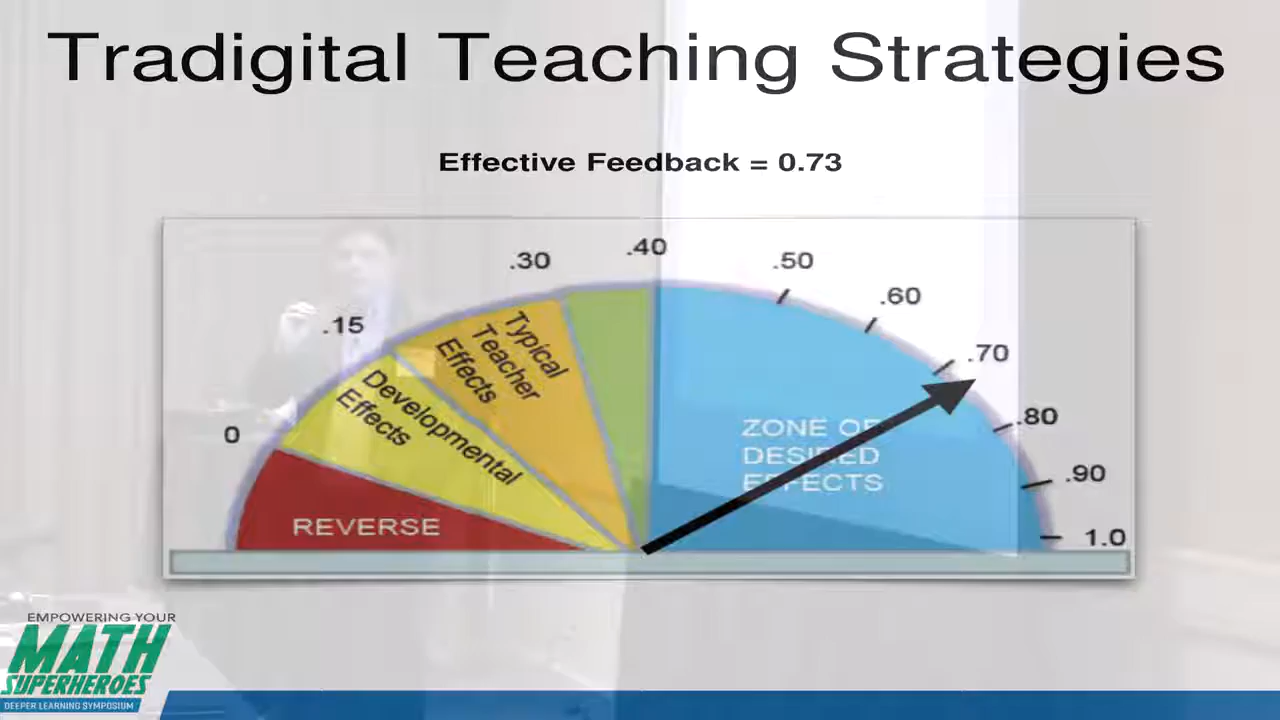 Tradigital Teaching Strategies
Effective Feedback = 0.73
.40
.30
.50
.60
.15
.70
.80
0
.90
1.0
Typical
Teacher
Effects
Developmental
Effects
ZONE OF
DESIRED
EFFECTS
REVERSE
EMPOWERING YOUR
MATH
SUPERHEROES
DEEPER LEARNING SYMPOSIUM